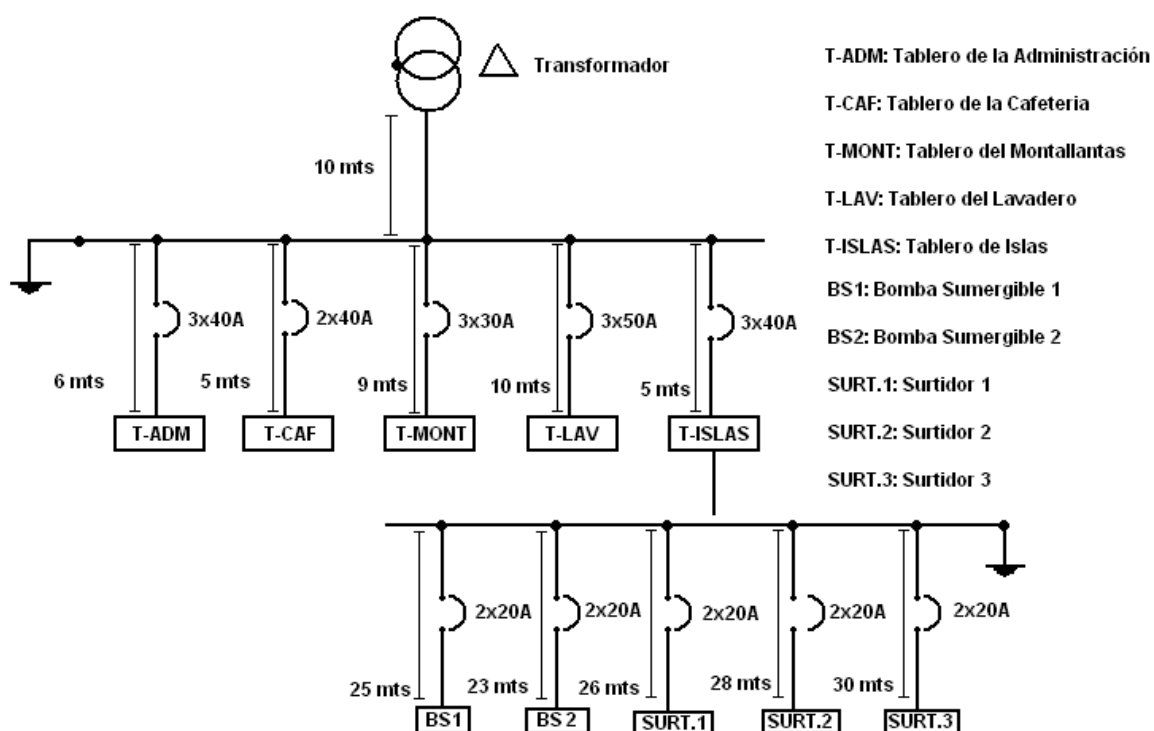 Transformador
10 mts
T-ADM: Tablero de la Administración
T-CAF: Tablero de la Cafeteria
T-MONT: Tablero del Montallantas
T-LAV: Tablero del Lavadero
T-ISLAS: Tablero de Islas
BS1: Bomba Sumergible 1
BS2: Bomba Sumergible 2
SURT.1: Surtidor 1
SURT.2: Surtidor 2
SURT.3: Surtidor 3
3x40A 2x40A 3x30A 3x50A 3x40A
6 mts 5 mts 9 mts 10 mts 5 mts
T-ADM T-CAF T-MONT T-LAV T-ISLAS
2x20A 2x20A 2x20A 2x20A 2x20A
25 mts 23 mts 26 mts 28 mts 30 mts
BS1 BS2 SURT.1 SURT.2 SURT.3